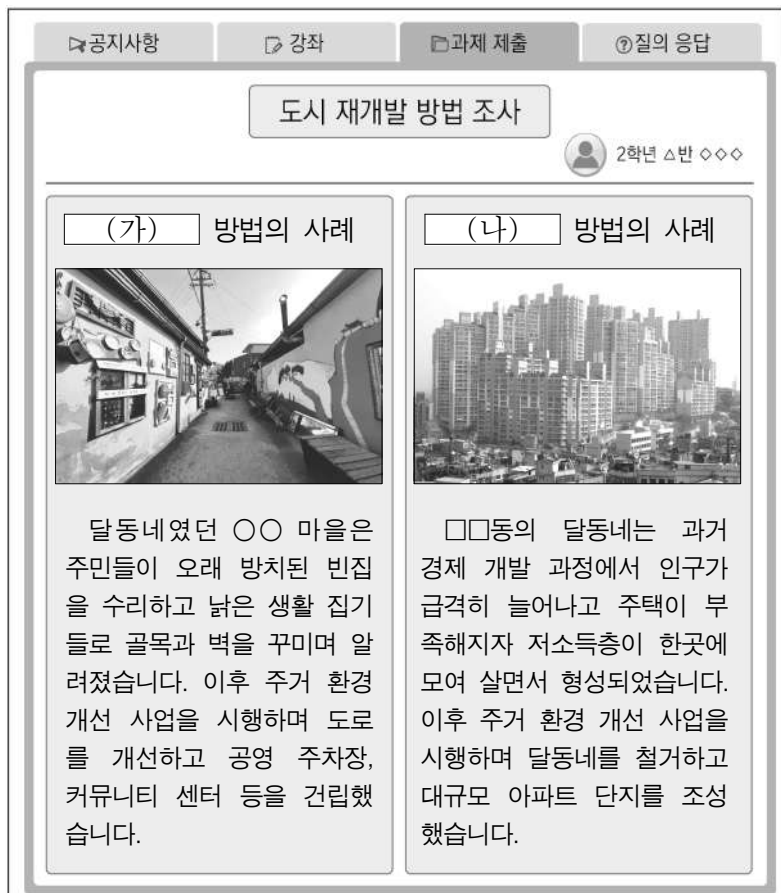 공지사항
강좌
과제 제출
질의 응답
도시 재개발 방법 조사
2학년 △반 ◇◇◇
(가) 방법의 사례
달동네였던 ○○ 마을은
주민들이 오래 방치된 빈집
을 수리하고 낡은 생활 집기
들로 골목과 벽을 꾸미며 알
려졌습니다. 이후 주거 환경
개선 사업을 시행하며 도로
를 개선하고 공영 주차장,
커뮤니티 센터 등을 건립했
습니다.
(나) 방법의 사례
□□동의 달동네는 과거
경제 개발 과정에서 인구가
급격히 늘어나고 주택이 부
족해지자 저소득층이 한곳에
모여 살면서 형성되었습니다.
이후 주거 환경 개선 사업을
시행하며 달동네를 철거하고
대규모 아파트 단지를 조성
했습니다.